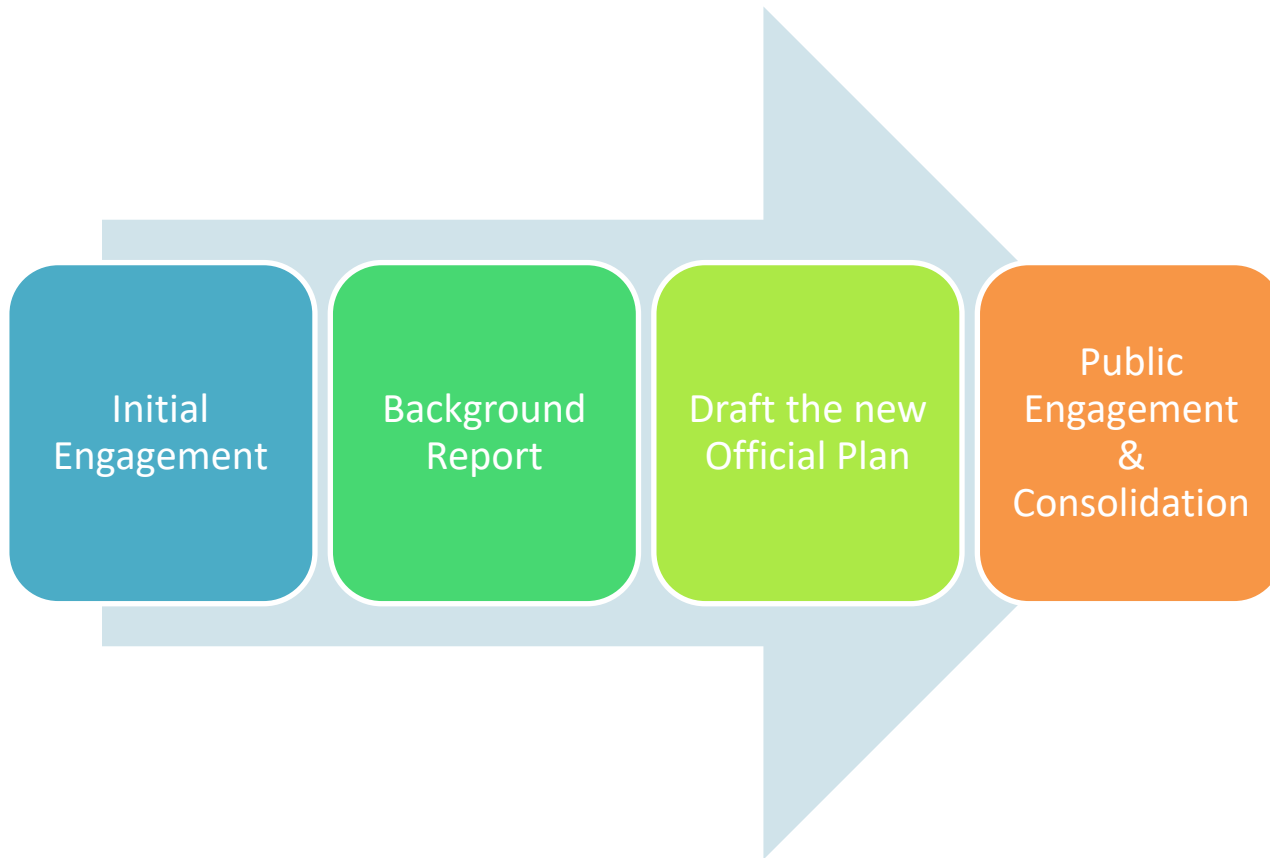 Initial
Engagement
Background
Report
Draft the new
Official Plan
Public
Engagement
&
Consolidation